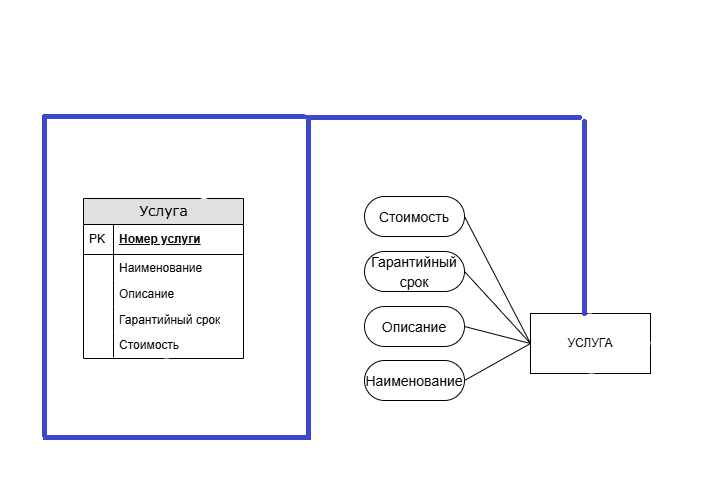 Услуга
PK Номер услуги
Наименование
Описание
Гарантийный срок
Стоимость
Стоимость
Гарантийный
срок
Описание
Наименование
УСЛУГА